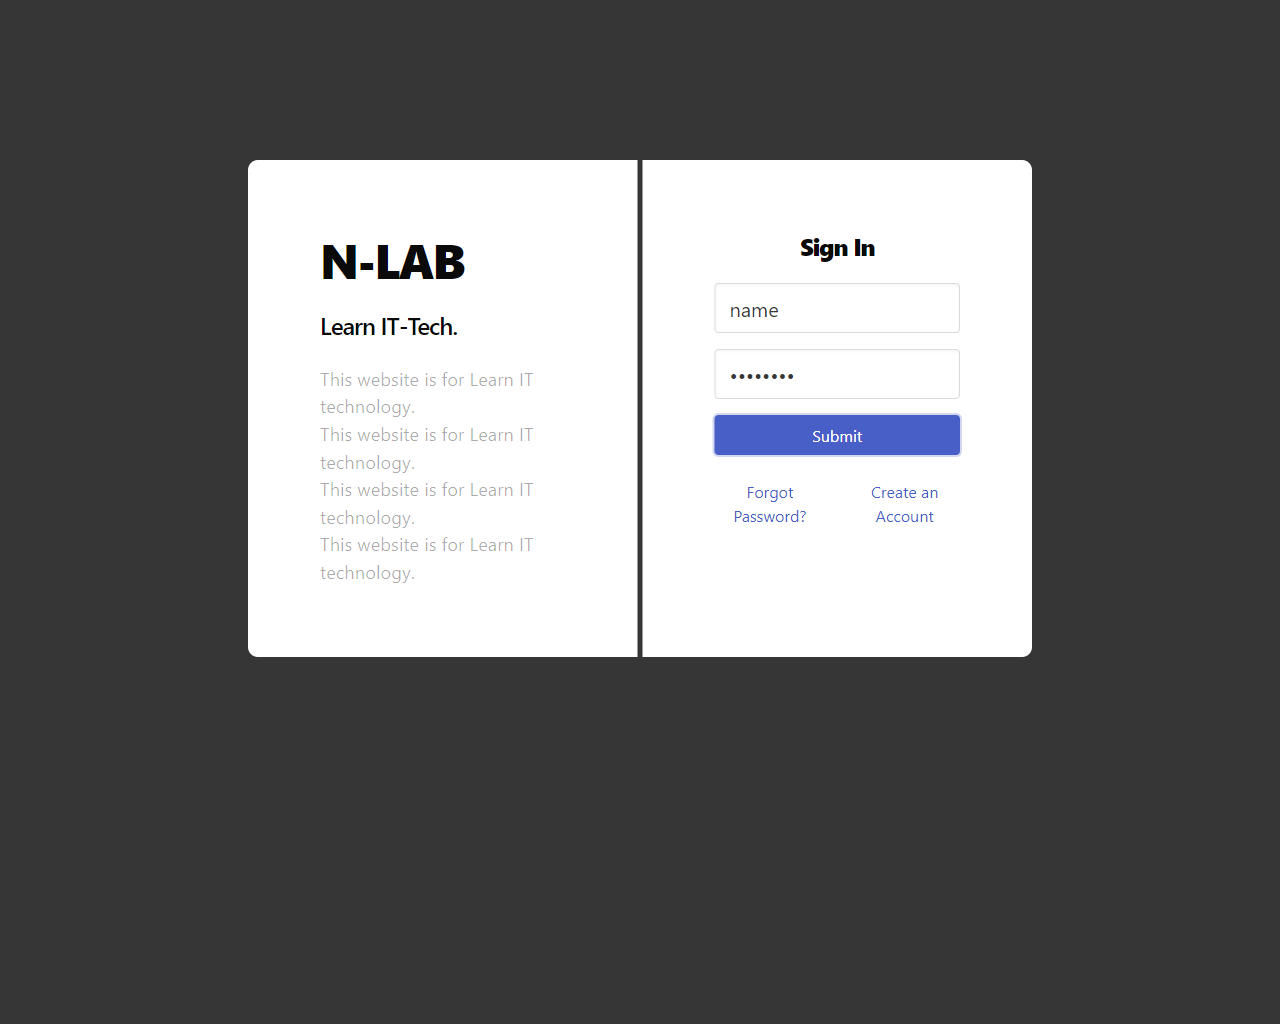 N-LAB
Learn IT-Tech.
This website is for Learn IT
technology.
This website is for Learn IT
technology.
This website is for Learn IT
technology.
This website is for Learn IT
technology.
Sign In
name
••••••••
Submit
Forgot
Password?
Create an
Account